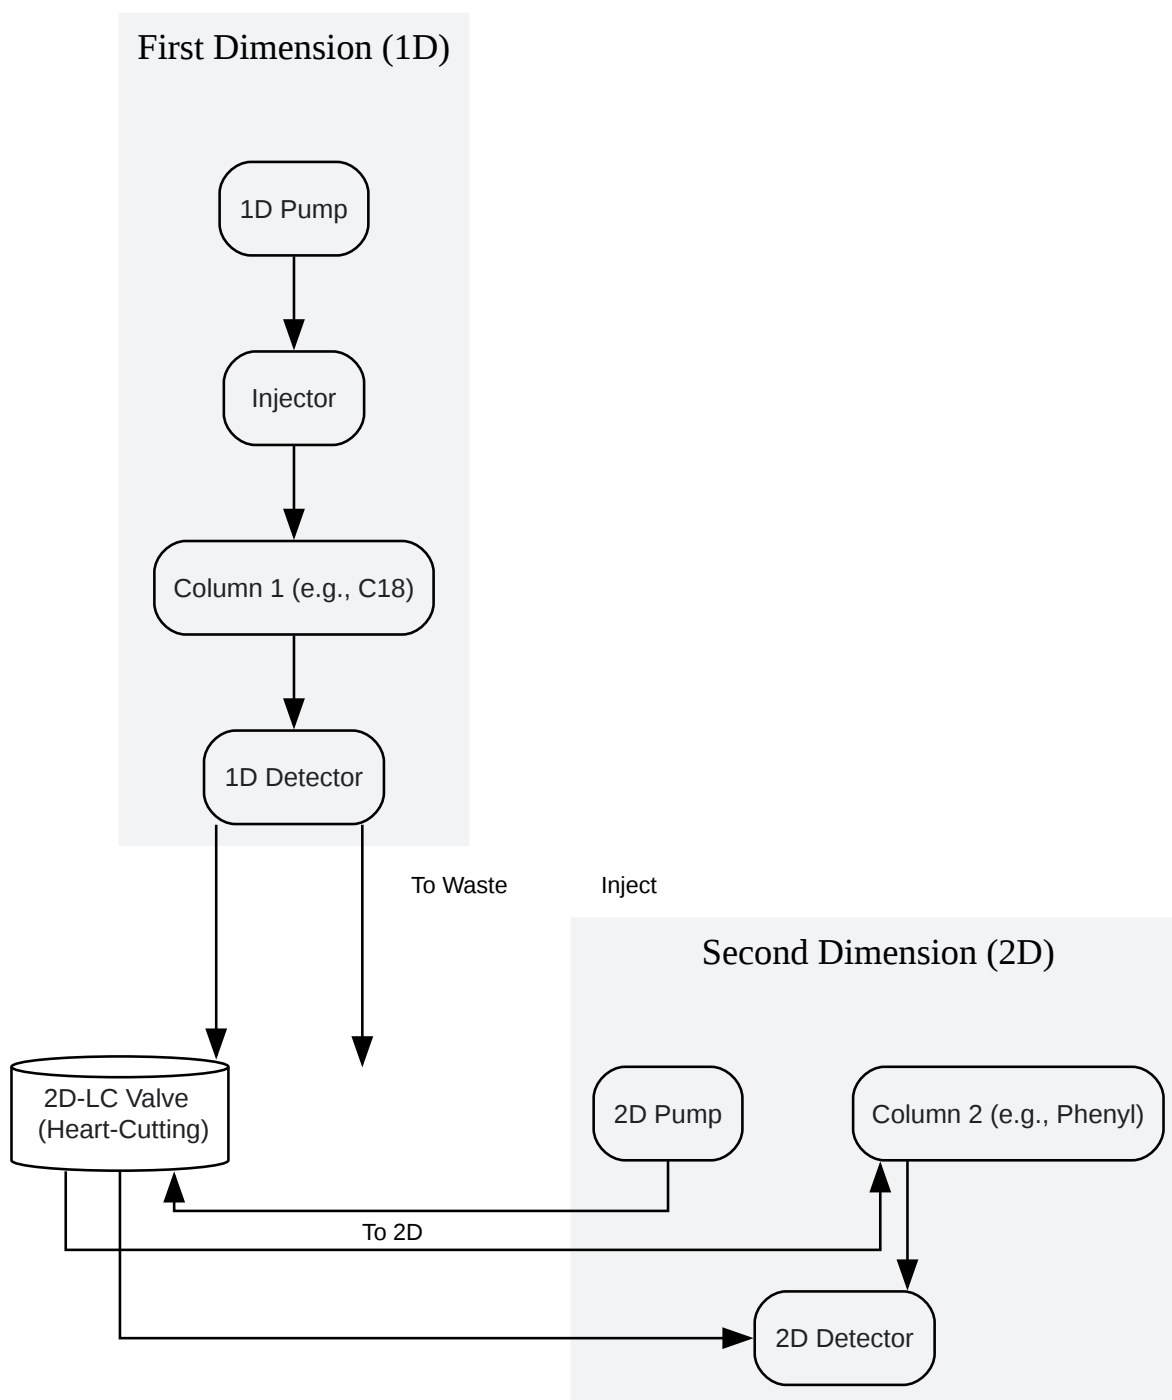 First Dimension (1D)
1D Pump
Injector
Column 1 (e.g., C18)
1D Detector
To Waste
Inject
Second Dimension (2D)
2D-LC Valve
(Heart-Cutting)
2D Pump
Column 2 (e.g., Phenyl)
To 2D
2D Detector